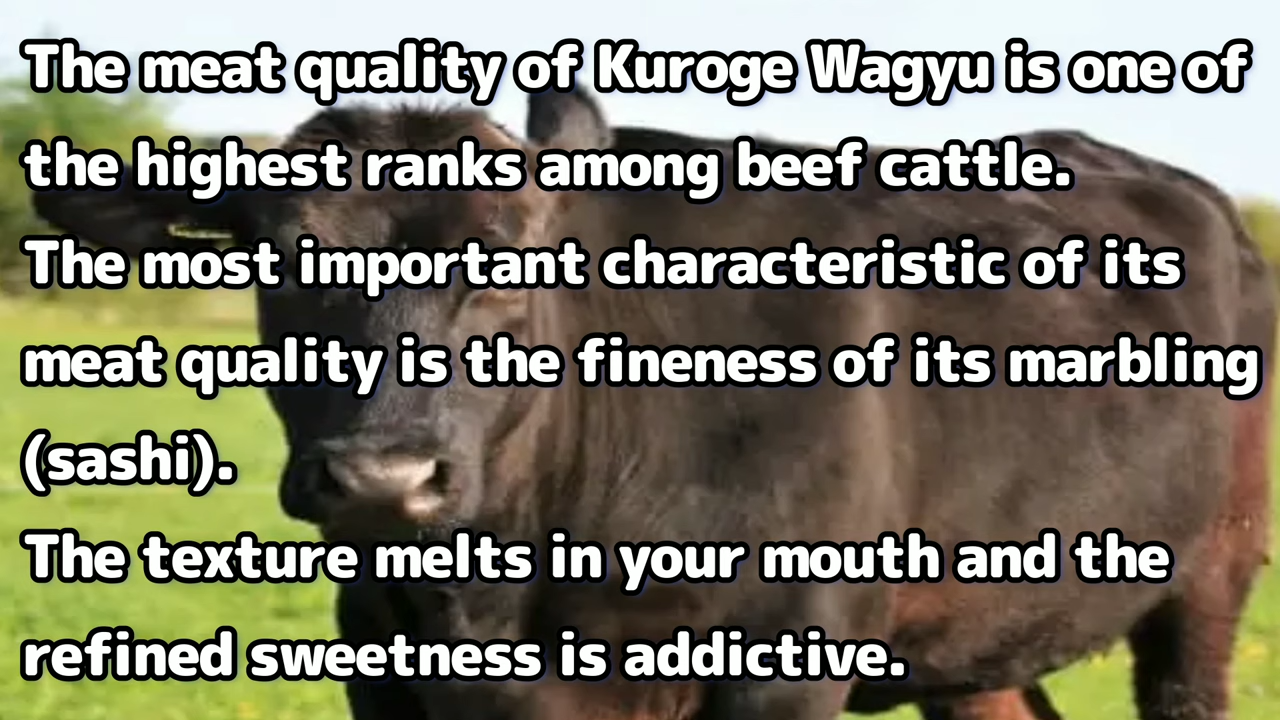 The meat quality of Kuroge Wagyu is one of
the highest ranks among beef cattle.
The most important characteristic of its
meat quality is the fineness of its marbling
(sashi).
The texture melts in your mouth and the
refined sweetness is addictive.